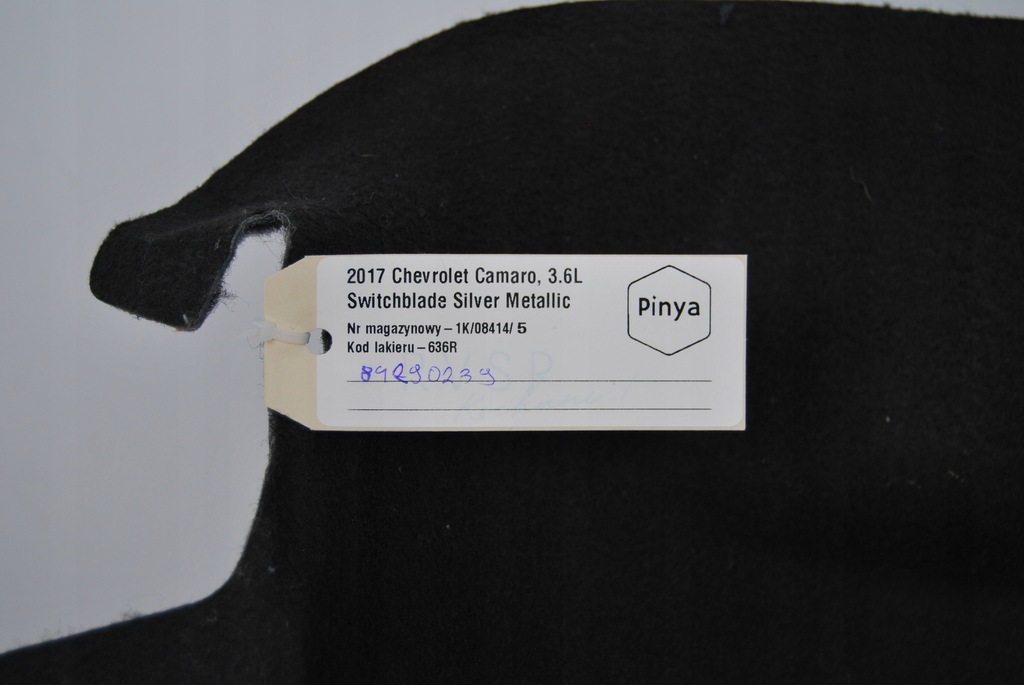 2017 Chevrolet Camaro, 3.6L
Switchblade Silver Metallic
Pinya
Nr magazynowy – 1K/08414/ 5
Kod lakieru – 636R
84290239